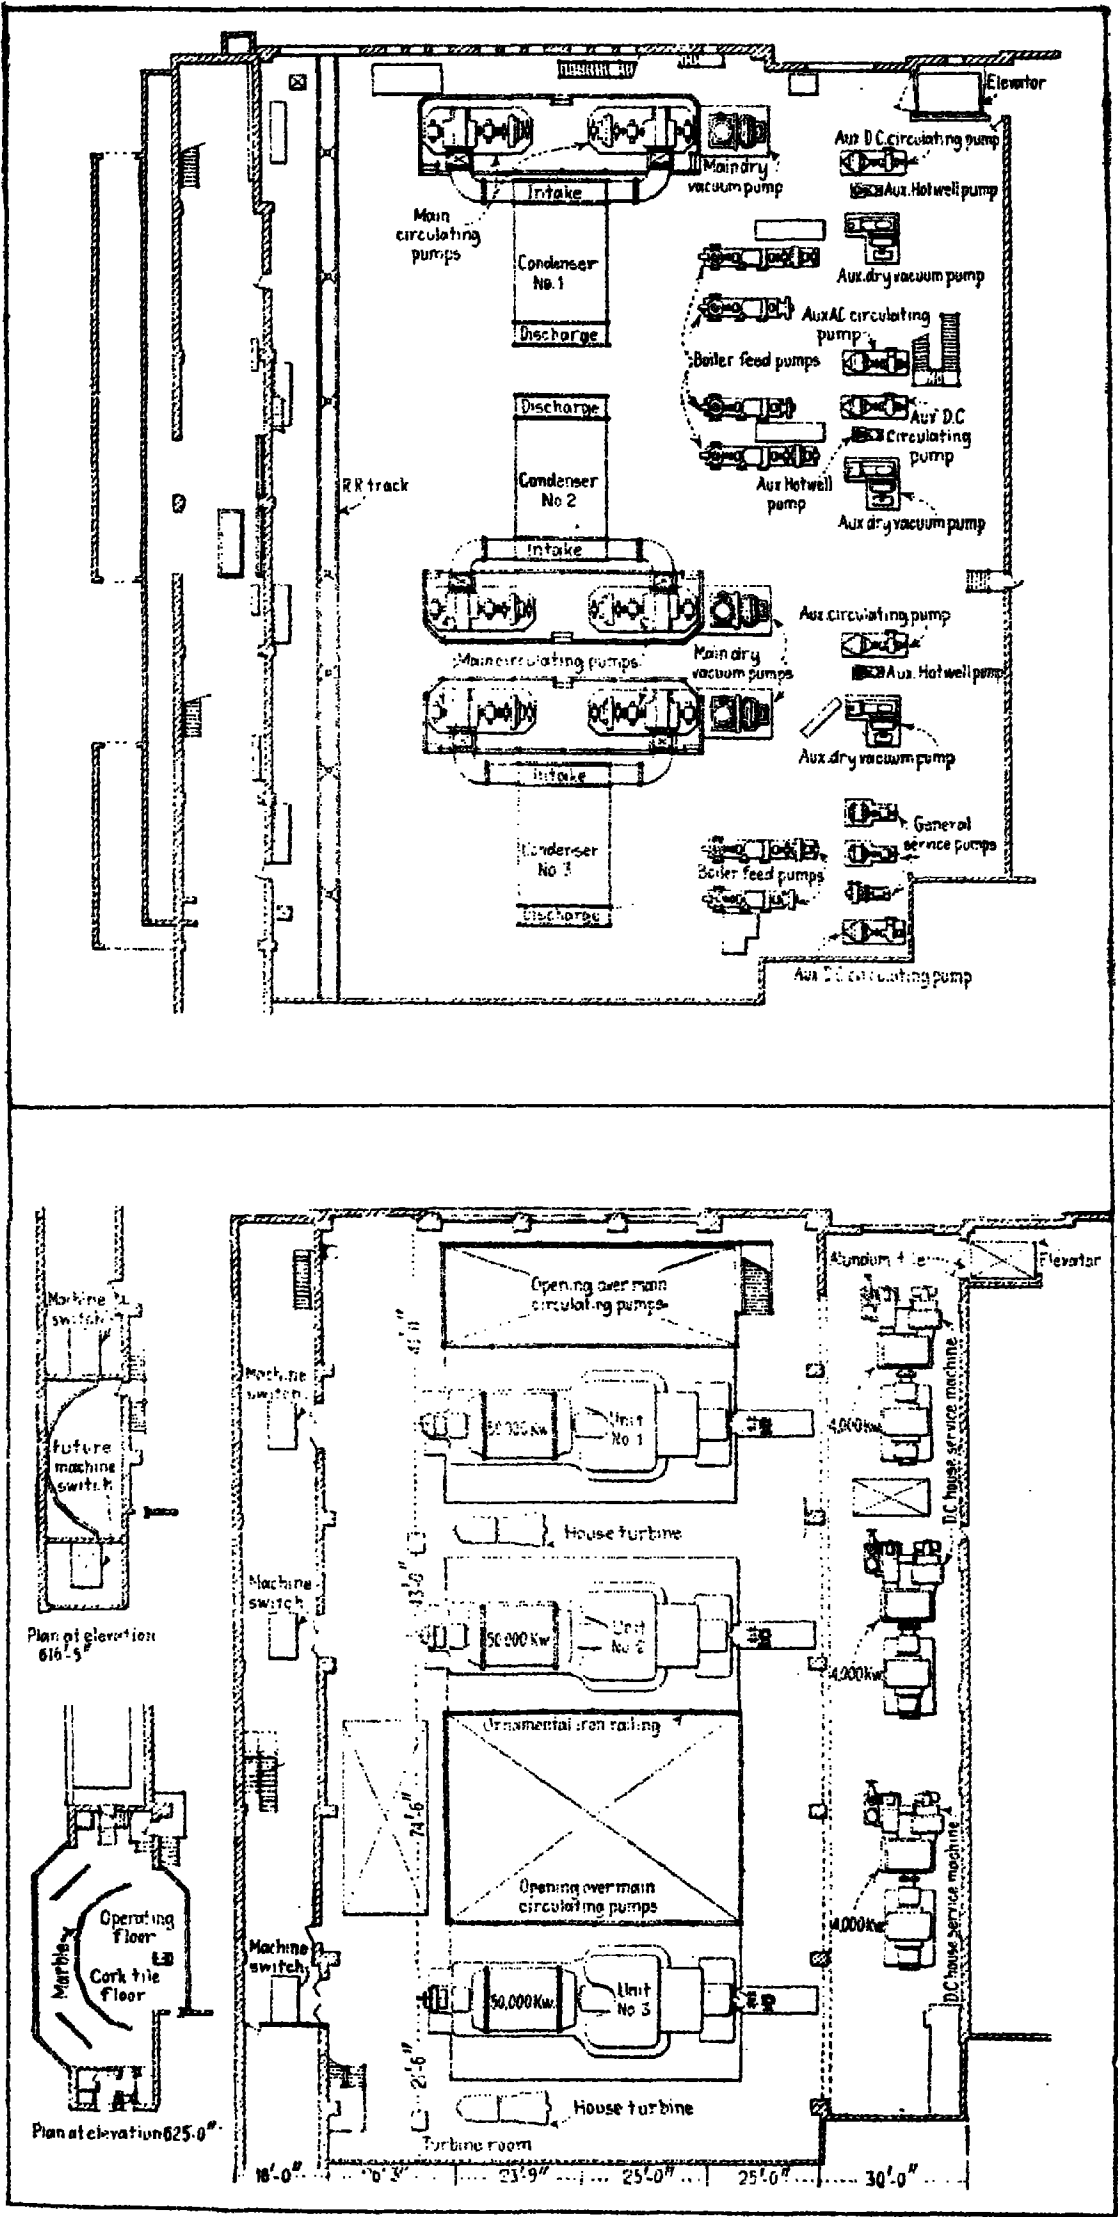 Elevator
Aux D.C. circulating pump
Main dry
vacuum pump
Aux. Hotwell pump
Intake
Main
circulating
pumps
Condenser
No. 1
Aux. dry vacuum pump
Aux AC circulating
pump
Discharge
Boiler feed pumps
Discharge
Aux D.C
Circulating
pump
RR track
Condenser
No 2
Aux Hotwell
pump
Aux dry vacuum pump
Intake
Aux. circulating pump
Main circulating pumps
Main dry
vacuum pumps
Aux. Hotwell pump
Aux. dry vacuum pump
Intake
General
service pumps
Condenser
No 3
Boiler feed pumps
Discharge
Aux D.C. circulating pump
Elevator
Machine
switch
Opening over main
circulating pumps
Machine
switch
50,000 Kw
Unit
No 1
4,000 Kw.
D.C. house service machine
Future
machine
switch
House turbine
Machine
switch
Plan at elevation
50,000 Kw.
Unit
No 2
4,000 Kw.
Ornamental iron railing
74'-6"
Operating
floor
Marble
Cork tile
floor
Opening over main
circulating pumps
4,000 Kw.
D.C house service machine
Machine
switch
50,000 Kw.
Unit
No 3
House turbine
Plan at elevation 625.0"
Turbine room
23'-9"
25'-0"
25'-0"
30'-0"